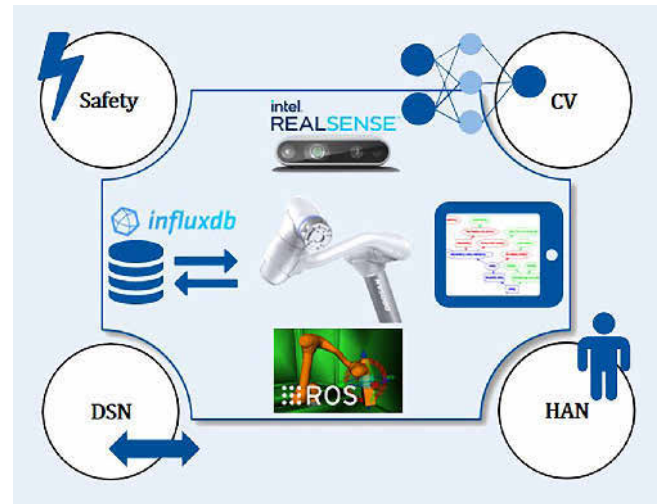 Safety
CV
intel
REALSENSE
influxdb
ROS
DSN
HAN